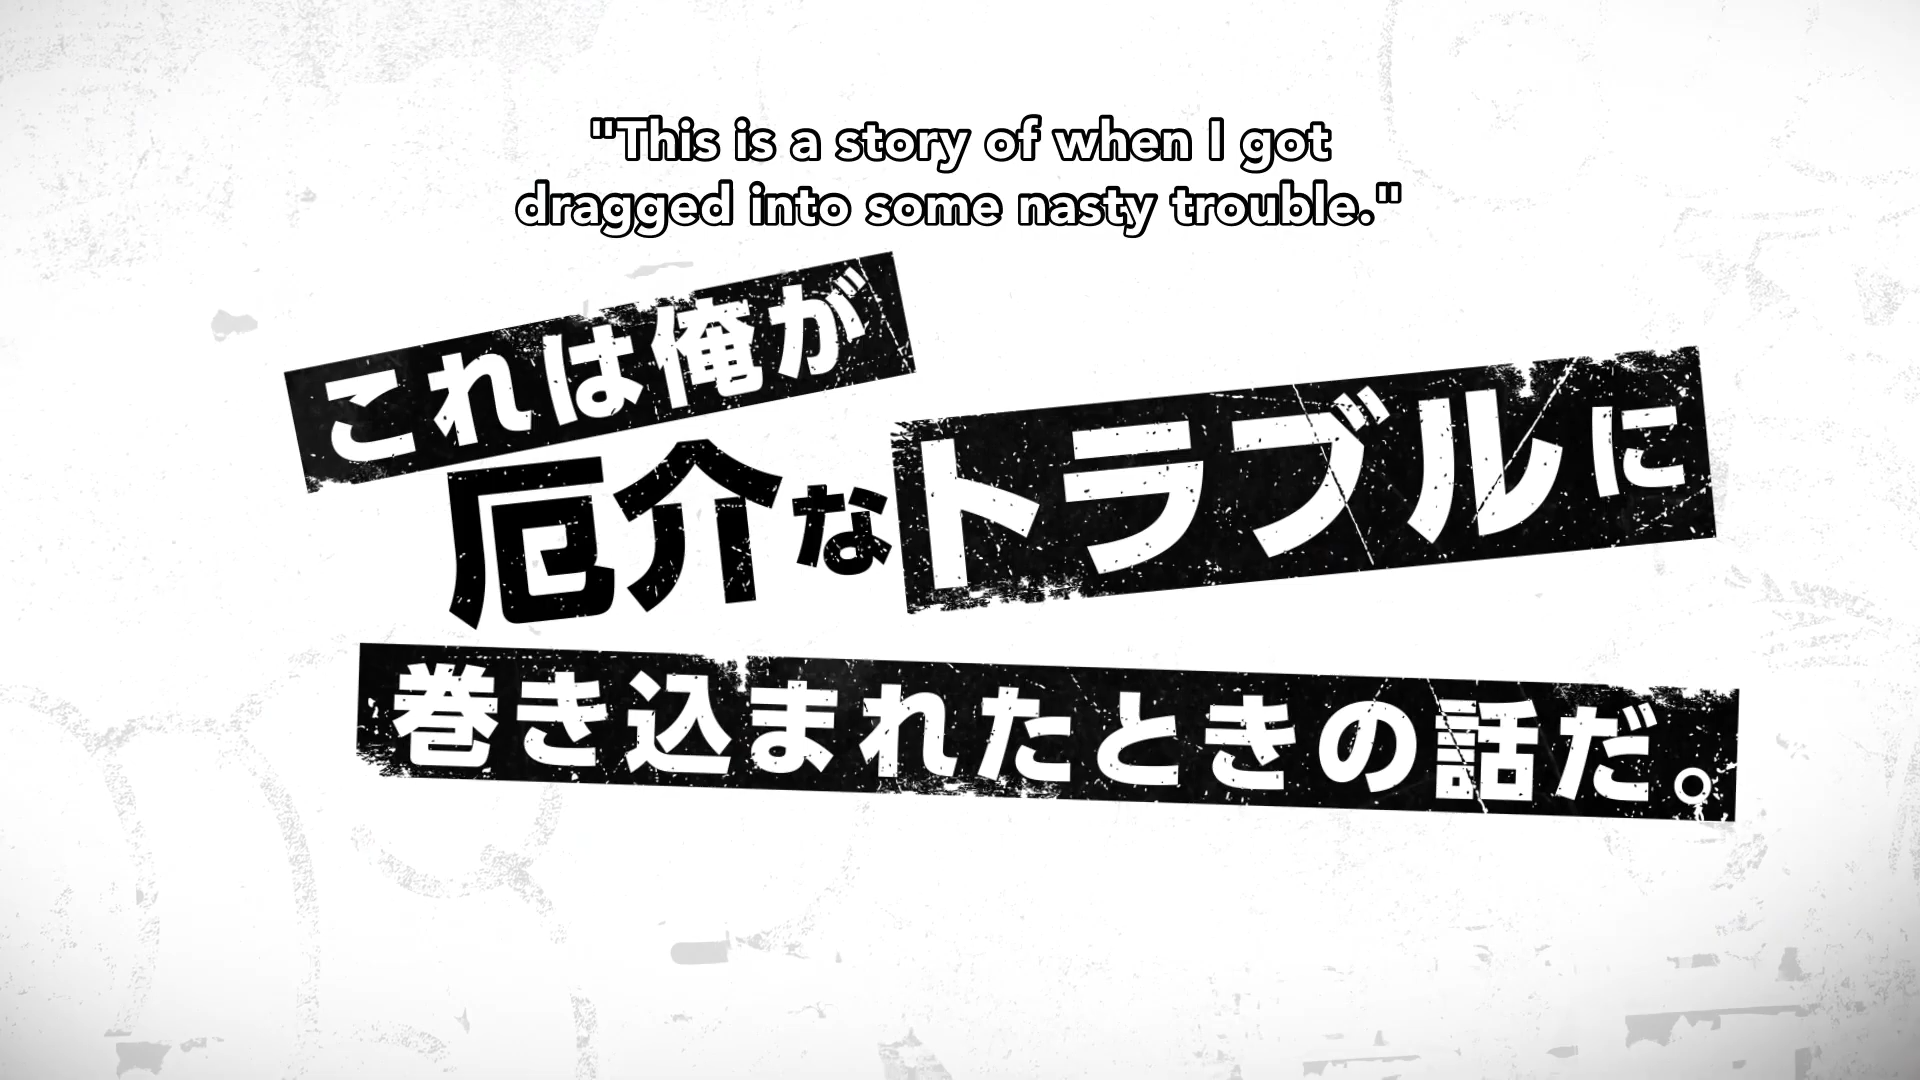 "This is a story of when I got
dragged into some nasty trouble."
これは俺が
厄介なトラブルに
巻き込まれたときの話だ。